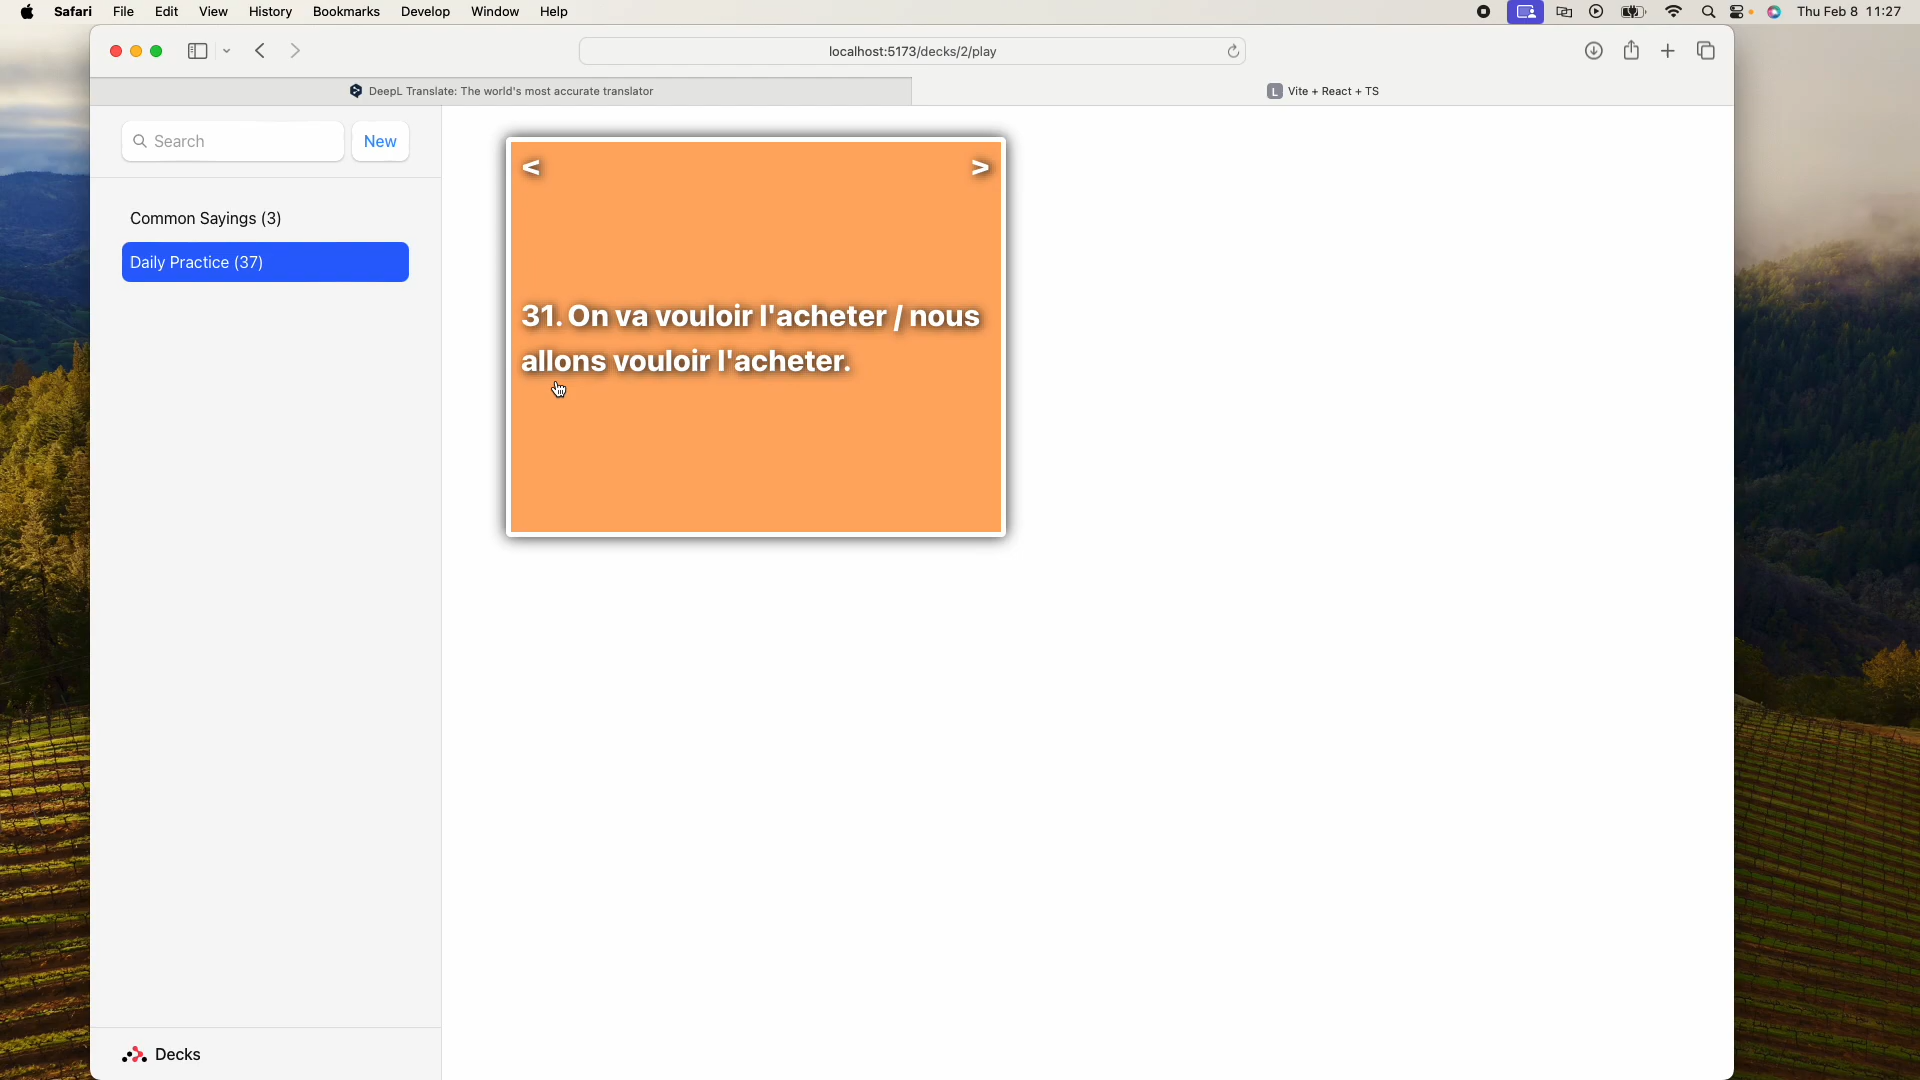 Safari File Edit View History Bookmarks Develop Window Help Thu Feb 8 11:27
localhost:5173/decks/2/play
DeepL Translate: The world's most accurate translator
L Vite + React + TS
Search New
Common Sayings (3)
Daily Practice (37)
< >
31. On va vouloir l'acheter / nous
allons vouloir l'acheter.
Decks